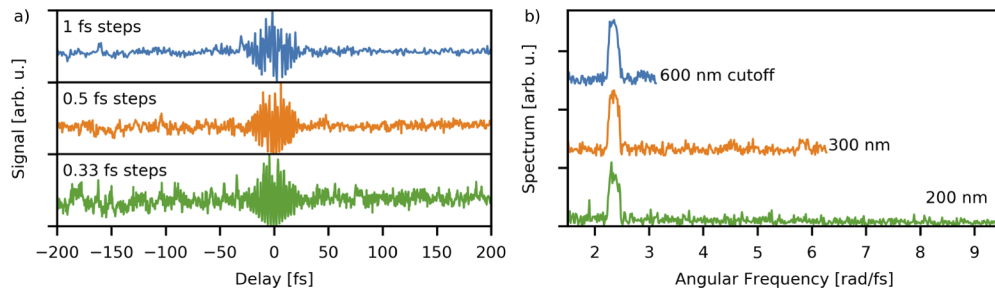 a)
1 fs steps
0.5 fs steps
0.33 fs steps
Signal [arb. u.]
−200 −150 −100 −50 0 50 100 150 200
Delay [fs]
b)
600 nm cutoff
300 nm
200 nm
Spectrum [arb. u.]
2 3 4 5 6 7 8 9
Angular Frequency [rad/fs]